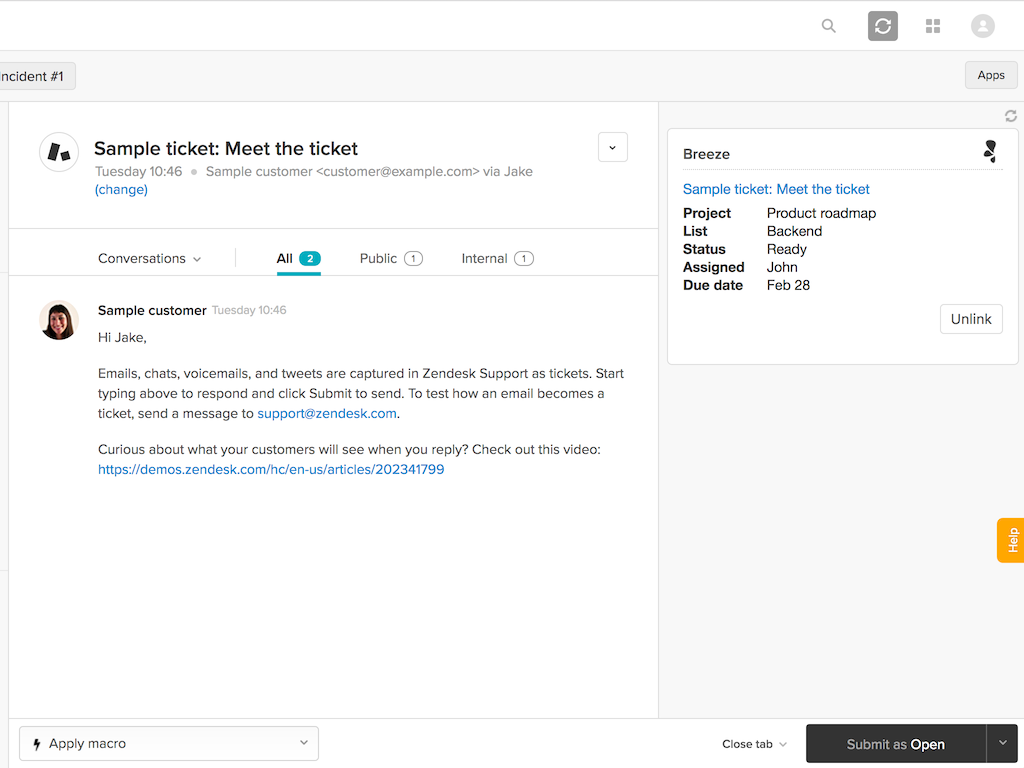 Incident #1
Apps
Sample ticket: Meet the ticket
Tuesday 10:46 Sample customer <customer@example.com> via Jake
(change)
Conversations All 2 Public 1 Internal 1
Sample customer Tuesday 10:46
Hi Jake,
Emails, chats, voicemails, and tweets are captured in Zendesk Support as tickets. Start
typing above to respond and click Submit to send. To test how an email becomes a
ticket, send a message to support@zendesk.com.
Curious about what your customers will see when you reply? Check out this video:
https://demos.zendesk.com/hc/en-us/articles/202341799
Breeze
Sample ticket: Meet the ticket
Project Product roadmap
List Backend
Status Ready
Assigned John
Due date Feb 28
Unlink
Help
Apply macro
Close tab
Submit as Open